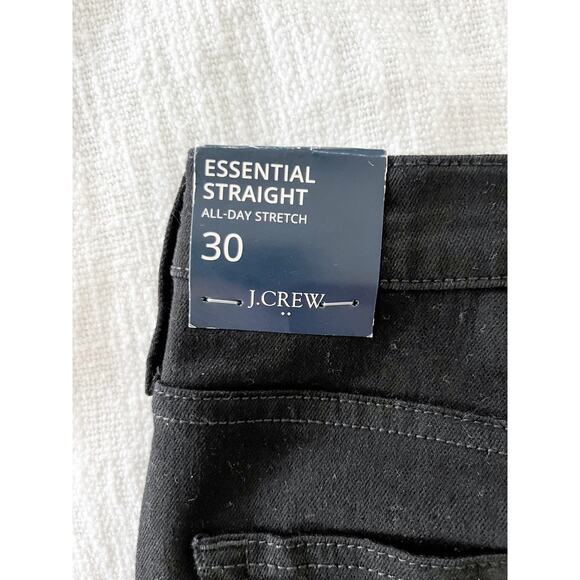 ESSENTIAL
STRAIGHT
ALL-DAY STRETCH
30
J.CREW